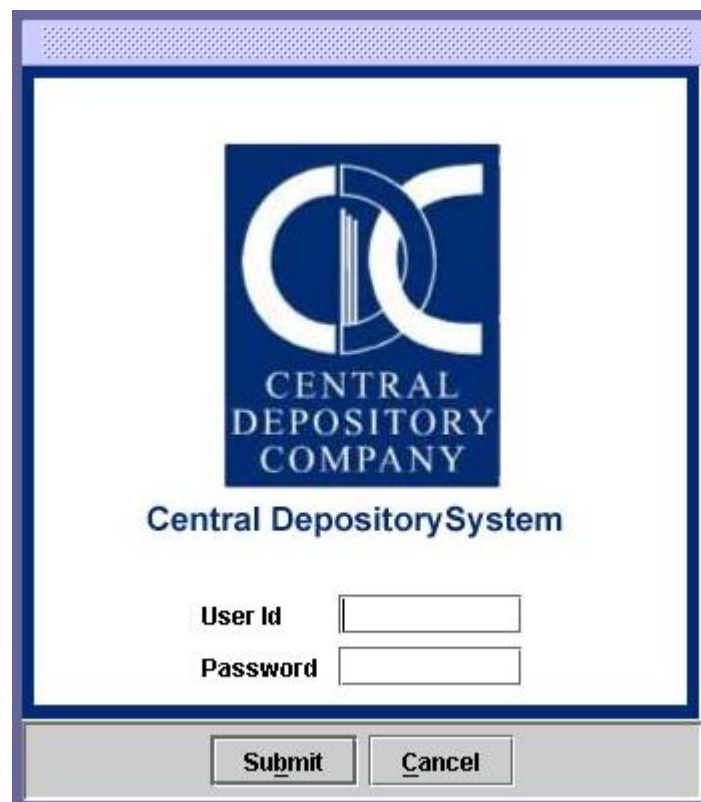 CENTRAL
DEPOSITORY
COMPANY
Central DepositorySystem
User Id
Password
Submit
Cancel